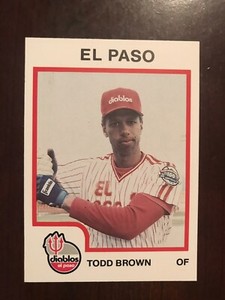 EL PASO
diablos
EL
diablos
el paso
TODD BROWN OF